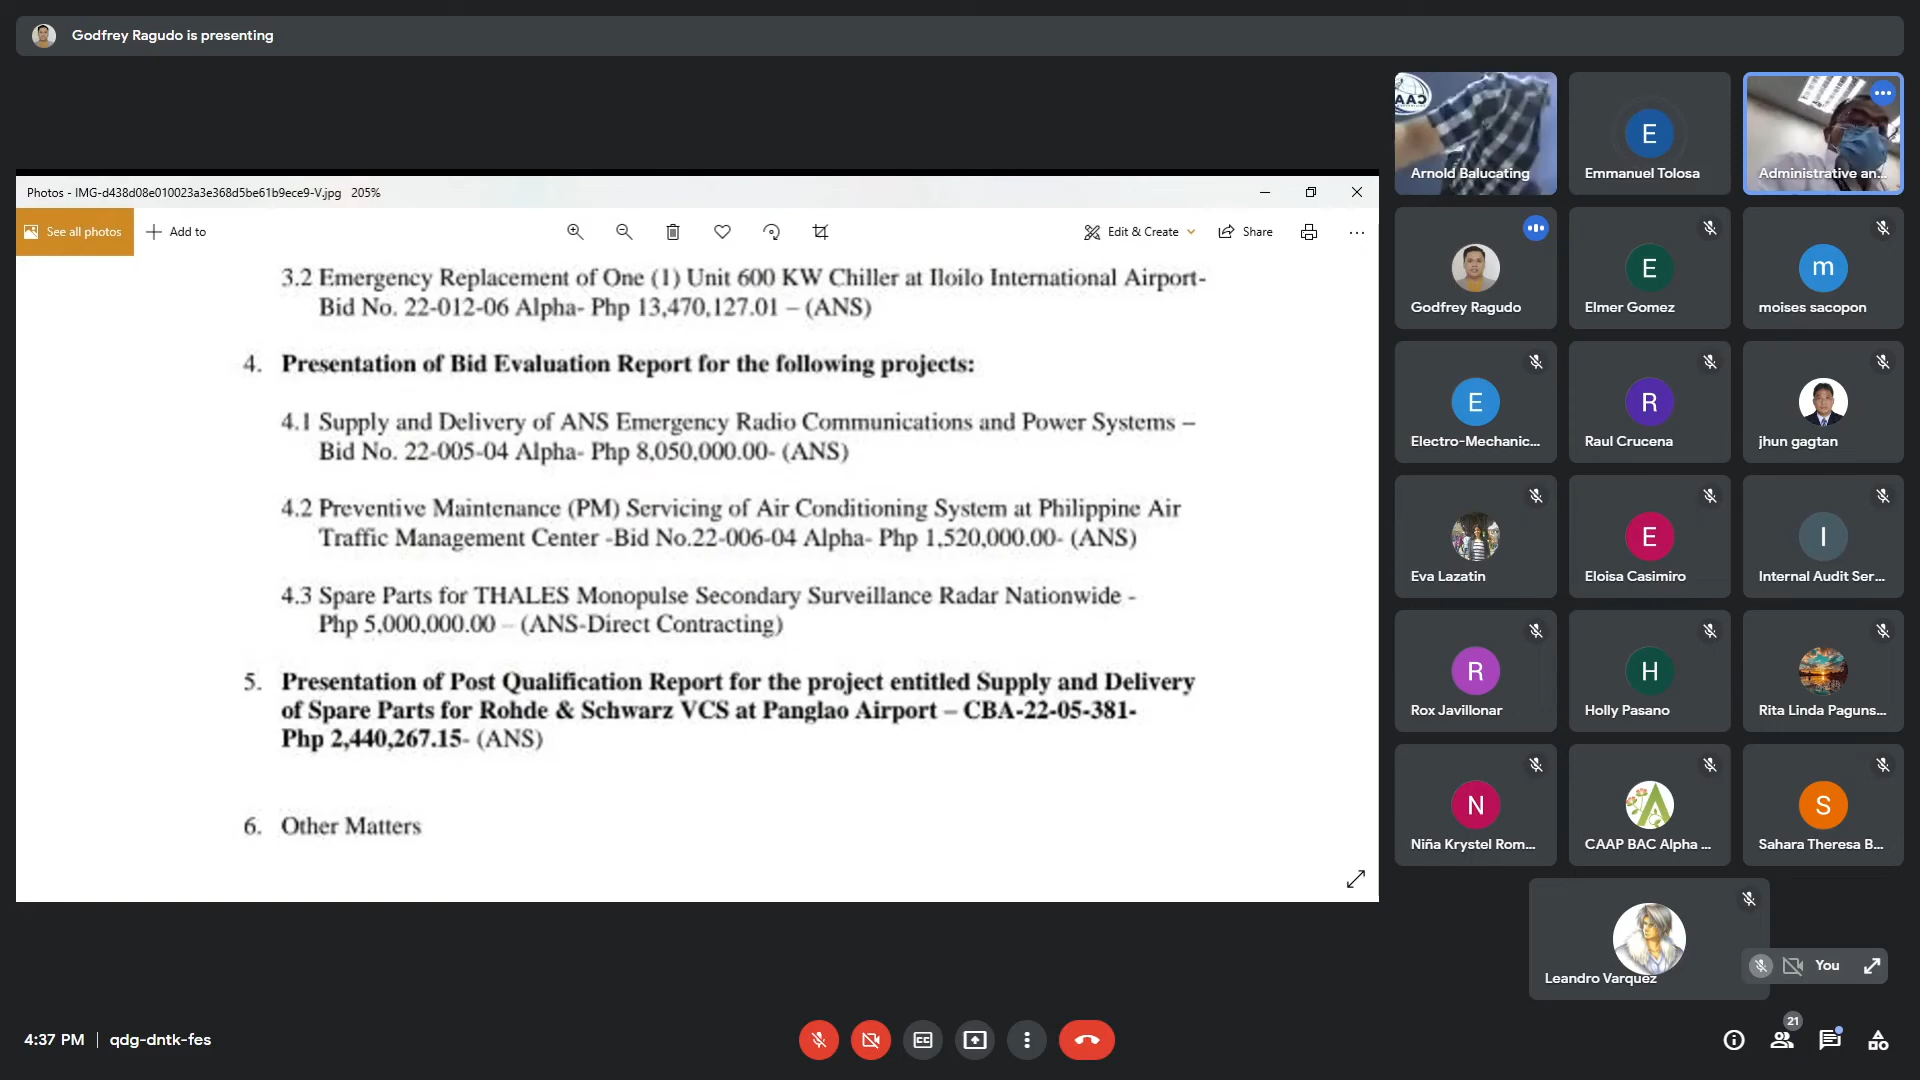 Godfrey Ragudo is presenting
Photos - IMG-d438d08e010023a3e368d5be61b9ece9-V.jpg 205%
See all photos
Add to
Edit & Create
Share
3.2 Emergency Replacement of One (1) Unit 600 KW Chiller at Iloilo International Airport-
Bid No. 22-012-06 Alpha- Php 13,470,127.01 – (ANS)
4. Presentation of Bid Evaluation Report for the following projects:
4.1 Supply and Delivery of ANS Emergency Radio Communications and Power Systems –
Bid No. 22-005-04 Alpha- Php 8,050,000.00- (ANS)
4.2 Preventive Maintenance (PM) Servicing of Air Conditioning System at Philippine Air
Traffic Management Center -Bid No.22-006-04 Alpha- Php 1,520,000.00- (ANS)
4.3 Spare Parts for THALES Monopulse Secondary Surveillance Radar Nationwide -
Php 5,000,000.00 – (ANS-Direct Contracting)
5. Presentation of Post Qualification Report for the project entitled Supply and Delivery
of Spare Parts for Rohde & Schwarz VCS at Panglao Airport – CBA-22-05-381-
Php 2,440,267.15- (ANS)
6. Other Matters
Arnold Balucating
E
Emmanuel Tolosa
Administrative an...
Godfrey Ragudo
E
Elmer Gomez
m
moises sacopon
E
Electro-Mechanic...
R
Raul Crucena
jhun gagtan
Eva Lazatin
E
Eloisa Casimiro
I
Internal Audit Ser...
R
Rox Javillonar
H
Holly Pasano
Rita Linda Paguns...
N
Niña Krystel Rom...
CAAP BAC Alpha ...
S
Sahara Theresa B...
Leandro Varquez
You
4:37 PM | qdg-dntk-fes
21